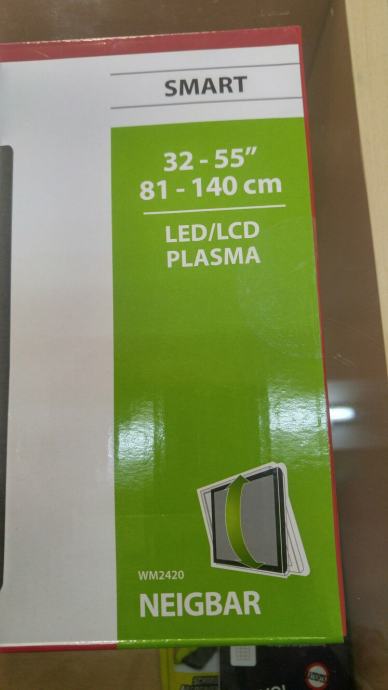 SMART
32 - 55”
81 - 140 cm
LED/LCD
PLASMA
WM2420
NEIGBAR